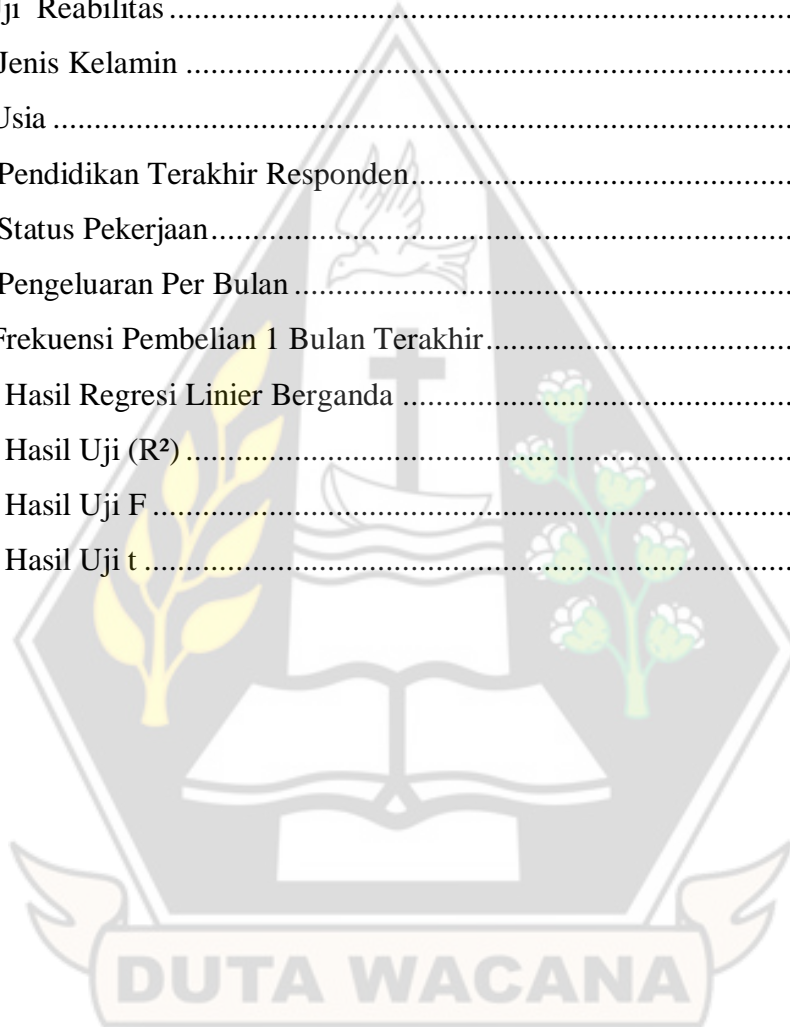 Reabilitas ........................................................................
Jenis Kelamin ........................................................................
Usia ........................................................................
Pendidikan Terakhir Responden........................................................................
Status Pekerjaan........................................................................
Pengeluaran Per Bulan ........................................................................
Frekuensi Pembelian 1 Bulan Terakhir........................................................................
Hasil Regresi Linier Berganda ........................................................................
Hasil Uji (R²) ........................................................................
Hasil Uji F ........................................................................
Hasil Uji t ........................................................................
DUTA WACANA